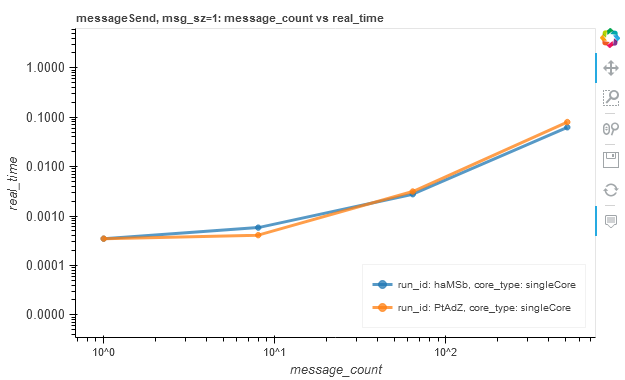 messageSend, msg_sz=1: message_count vs real_time
1.0000
0.1000
0.0100
0.0010
0.0001
0.0000
real_time
run_id: haMSb, core_type: singleCore
run_id: PtAdZ, core_type: singleCore
10^0
10^1
10^2
message_count